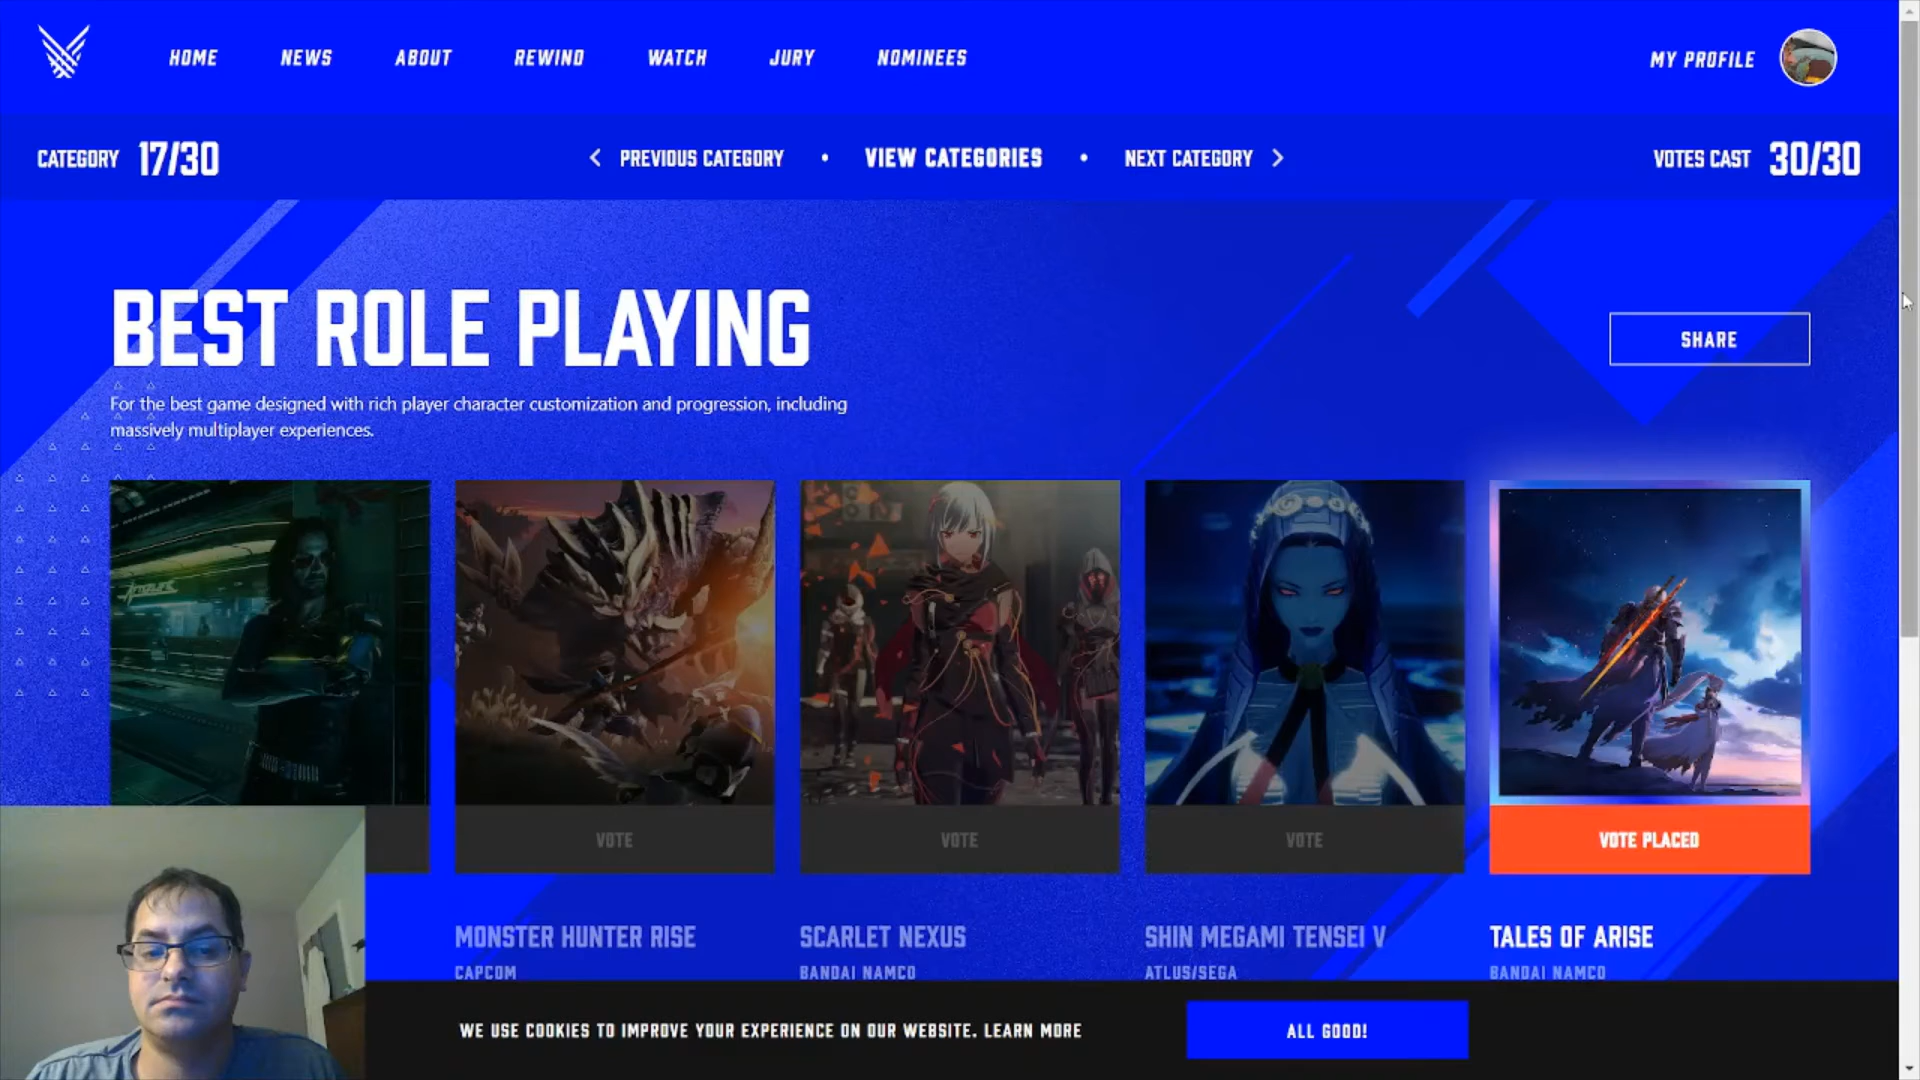 HOME NEWS ABOUT REWIND WATCH JURY NOMINEES MY PROFILE
CATEGORY 17/30 PREVIOUS CATEGORY • VIEW CATEGORIES • NEXT CATEGORY VOTES CAST 30/30
BEST ROLE PLAYING
SHARE
For the best game designed with rich player character customization and progression, including
massively multiplayer experiences.
VOTE VOTE VOTE VOTE PLACED
MONSTER HUNTER RISE SCARLET NEXUS SHIN MEGAMI TENSEI V TALES OF ARISE
CAPCOM BANDAI NAMCO ATLUS/SEGA BANDAI NAMCO
WE USE COOKIES TO IMPROVE YOUR EXPERIENCE ON OUR WEBSITE. LEARN MORE ALL GOOD!